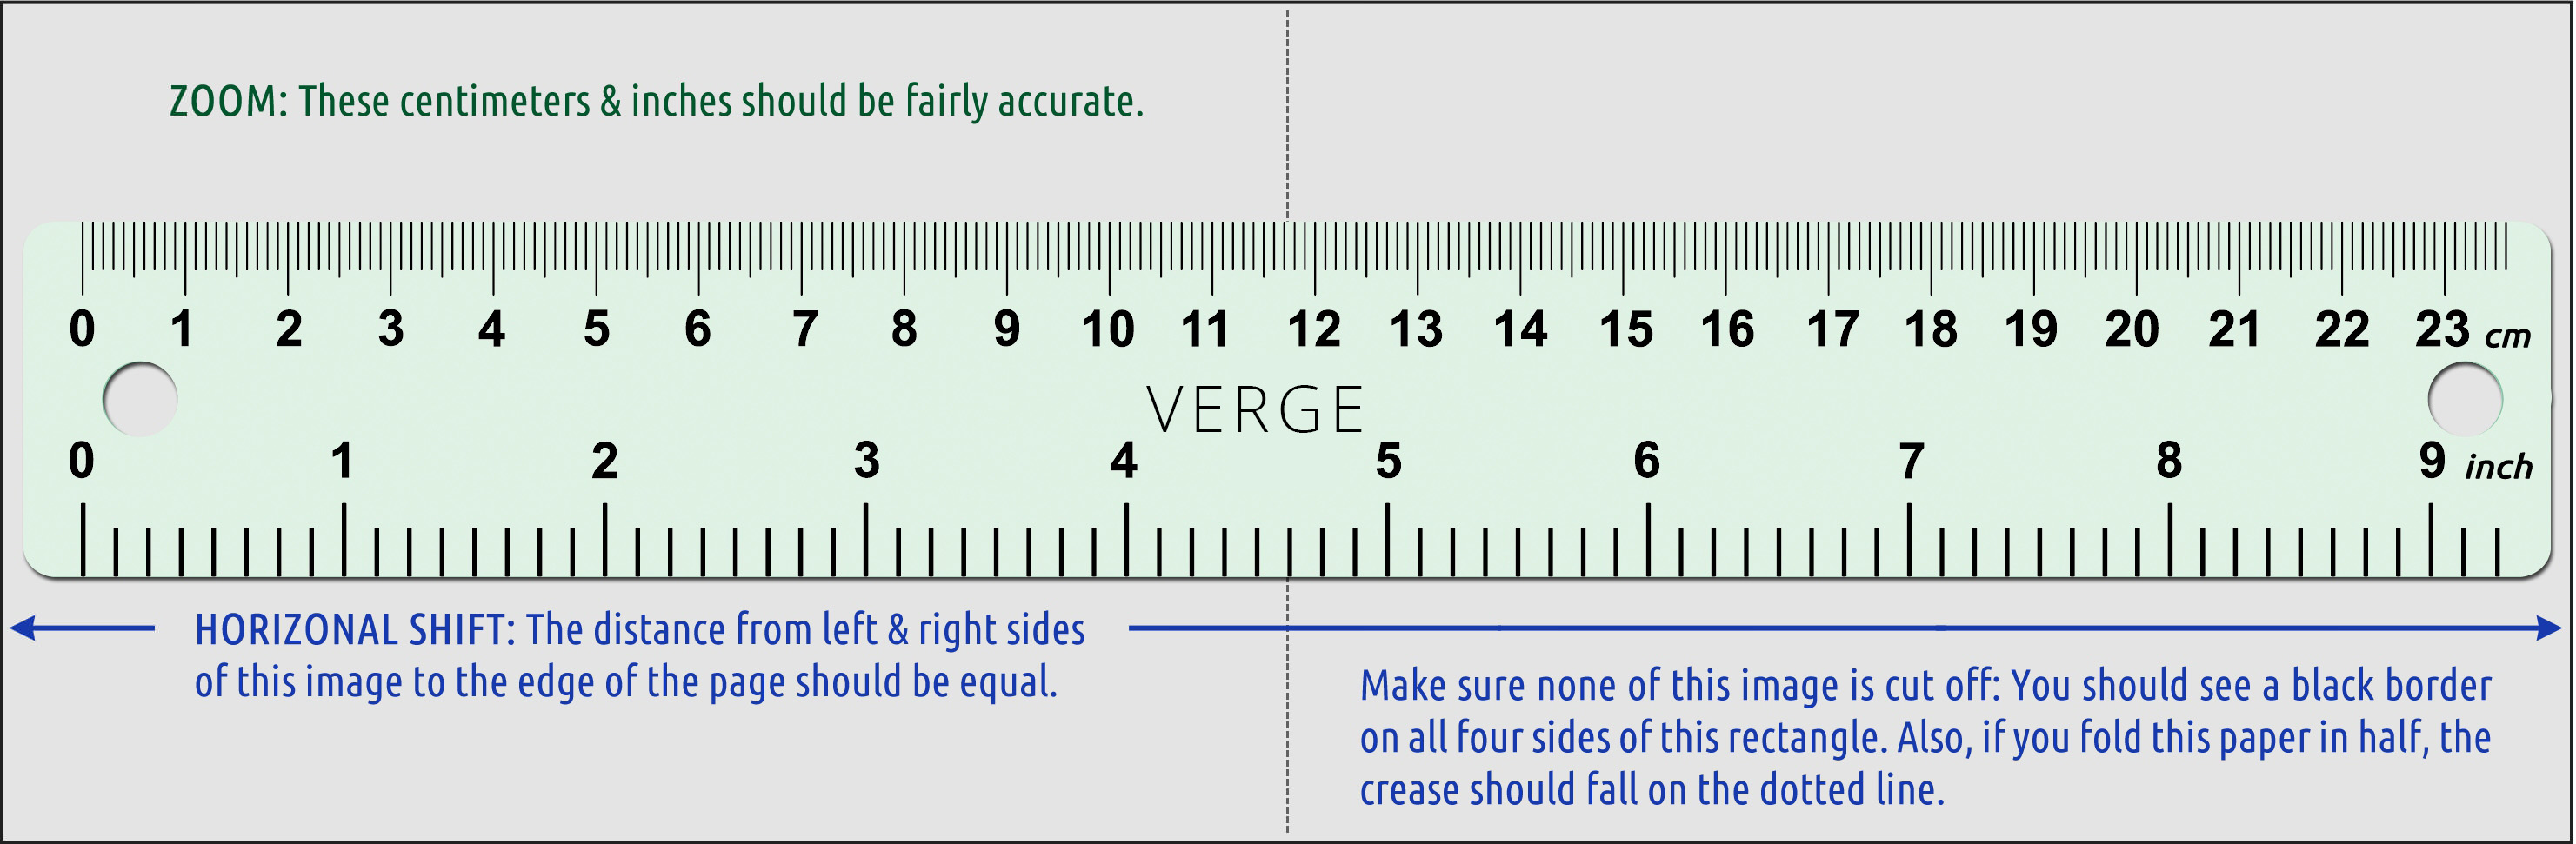 ZOOM: These centimeters & inches should be fairly accurate.
0 1 2 3 4 5 6 7 8 9 10 11 12 13 14 15 16 17 18 19 20 21 22 23 cm
VERGE
0 1 2 3 4 5 6 7 8 9 inch
HORIZONAL SHIFT: The distance from left & right sides
of this image to the edge of the page should be equal.
Make sure none of this image is cut off: You should see a black border
on all four sides of this rectangle. Also, if you fold this paper in half, the
crease should fall on the dotted line.